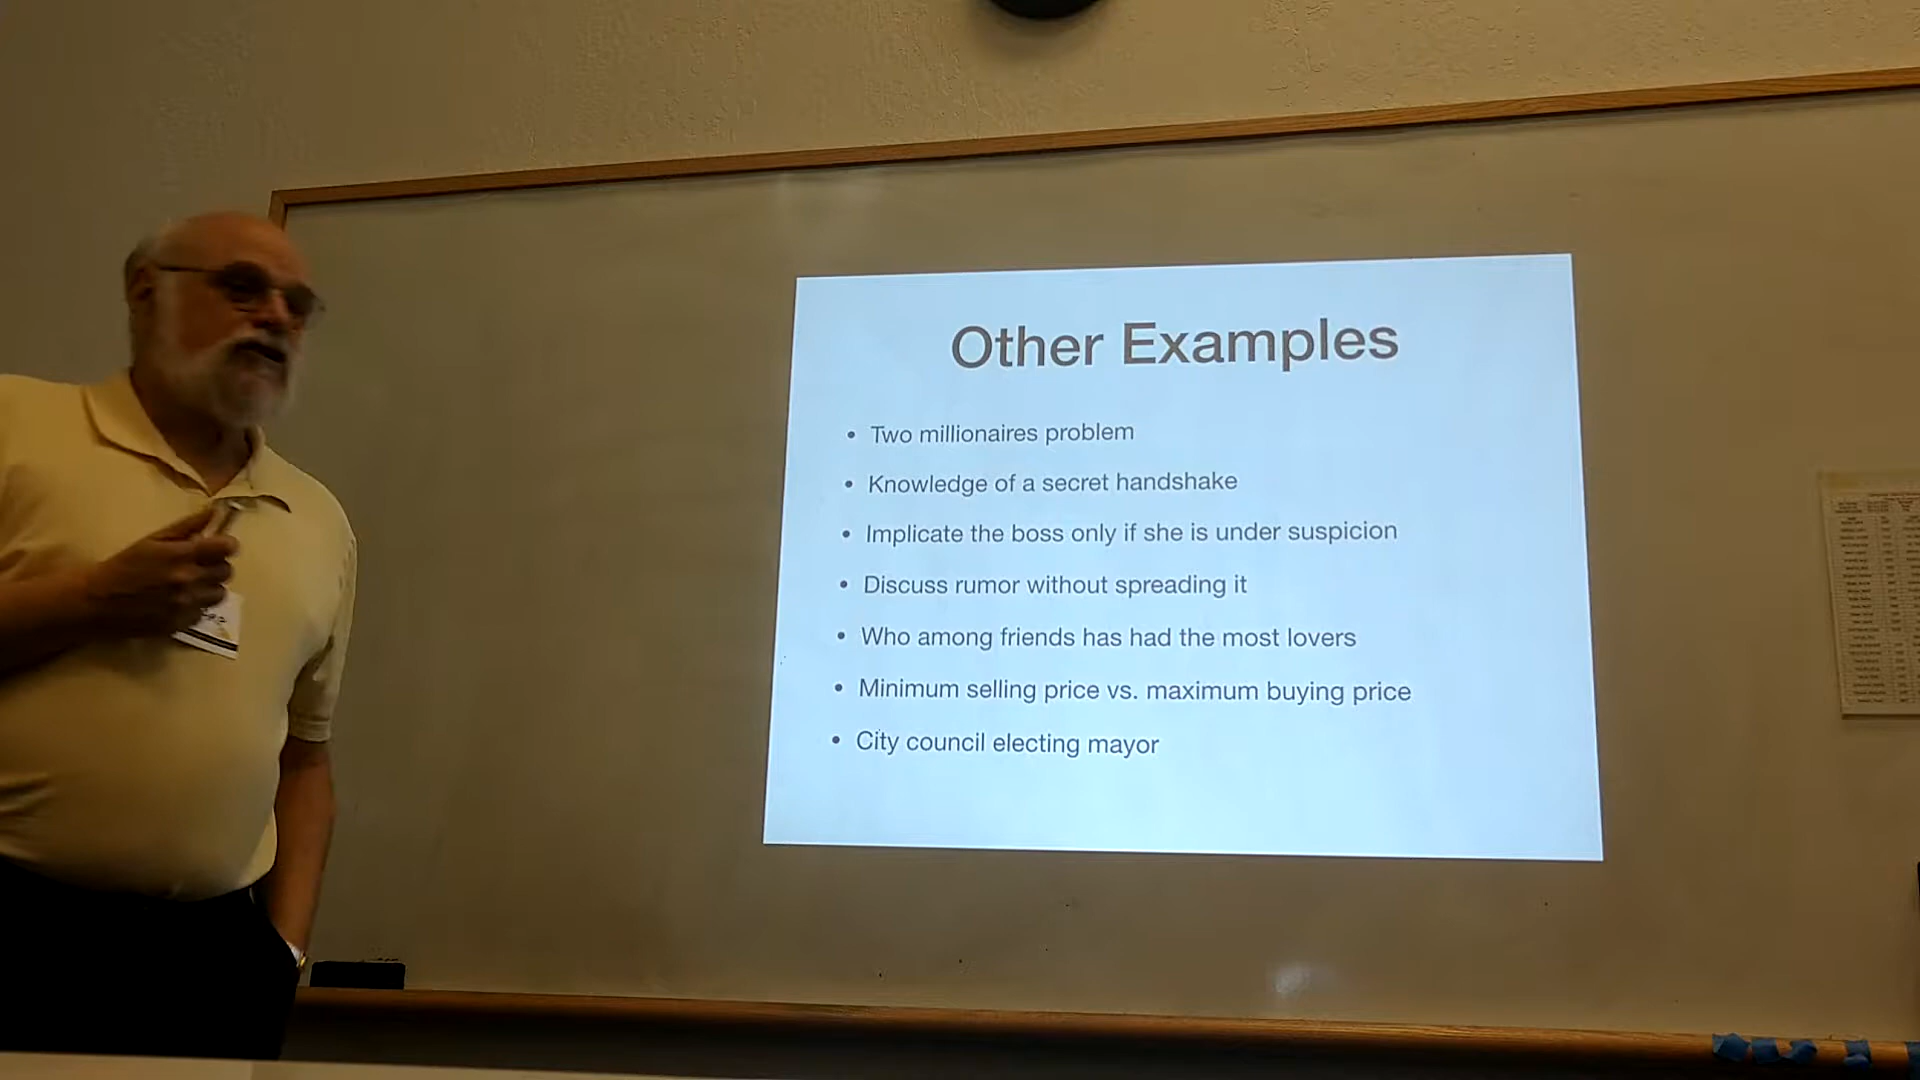 Other Examples
• Two millionaires problem
• Knowledge of a secret handshake
• Implicate the boss only if she is under suspicion
• Discuss rumor without spreading it
• Who among friends has had the most lovers
• Minimum selling price vs. maximum buying price
• City council electing mayor